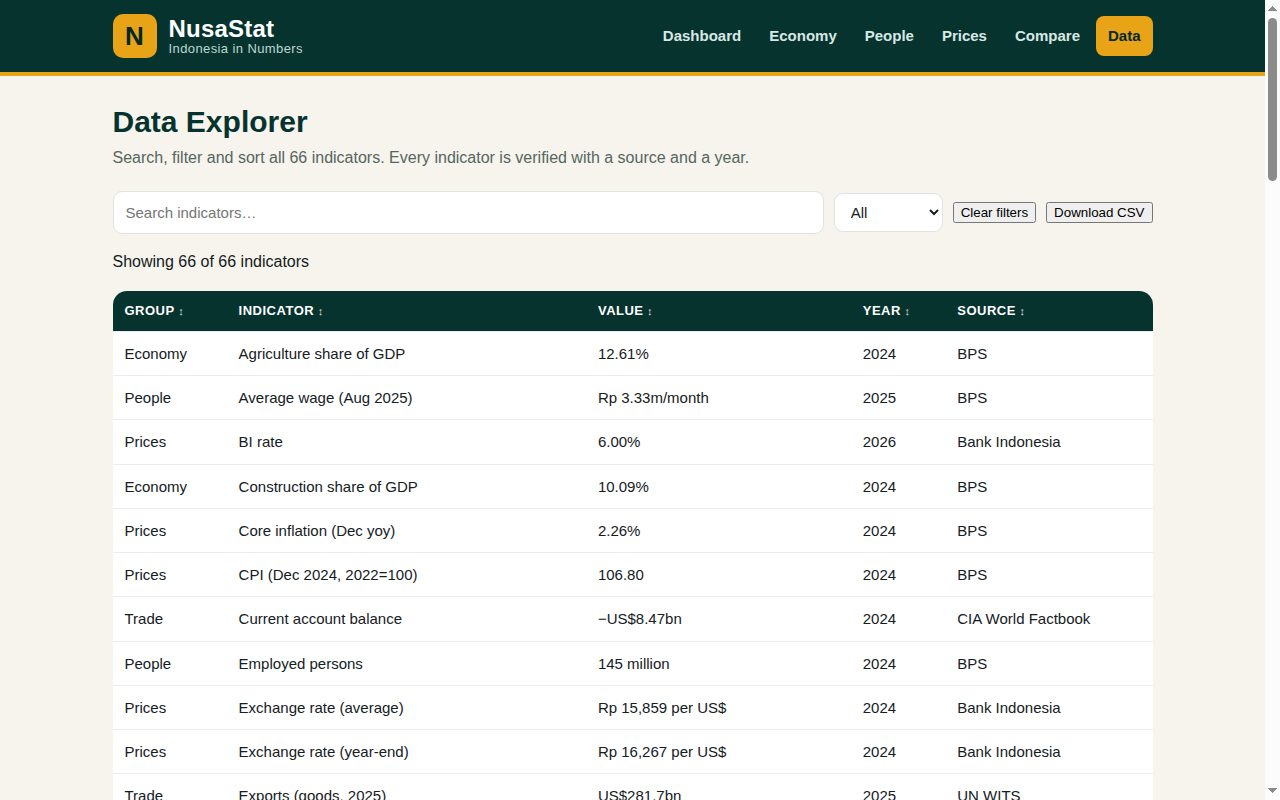 N
NusaStat
Indonesia in Numbers
Dashboard Economy People Prices Compare Data
Data Explorer
Search, filter and sort all 66 indicators. Every indicator is verified with a source and a year.
Search indicators… All Clear filters Download CSV
Showing 66 of 66 indicators
GROUP ↕ INDICATOR ↕ VALUE ↕ YEAR ↕ SOURCE ↕
Economy Agriculture share of GDP 12.61% 2024 BPS
People Average wage (Aug 2025) Rp 3.33m/month 2025 BPS
Prices BI rate 6.00% 2026 Bank Indonesia
Economy Construction share of GDP 10.09% 2024 BPS
Prices Core inflation (Dec yoy) 2.26% 2024 BPS
Prices CPI (Dec 2024, 2022=100) 106.80 2024 BPS
Trade Current account balance −US$8.47bn 2024 CIA World Factbook
People Employed persons 145 million 2024 BPS
Prices Exchange rate (average) Rp 15,859 per US$ 2024 Bank Indonesia
Prices Exchange rate (year-end) Rp 16,267 per US$ 2024 Bank Indonesia
Trade Exports (goods, 2025) US$281.7bn 2025 UN WITS